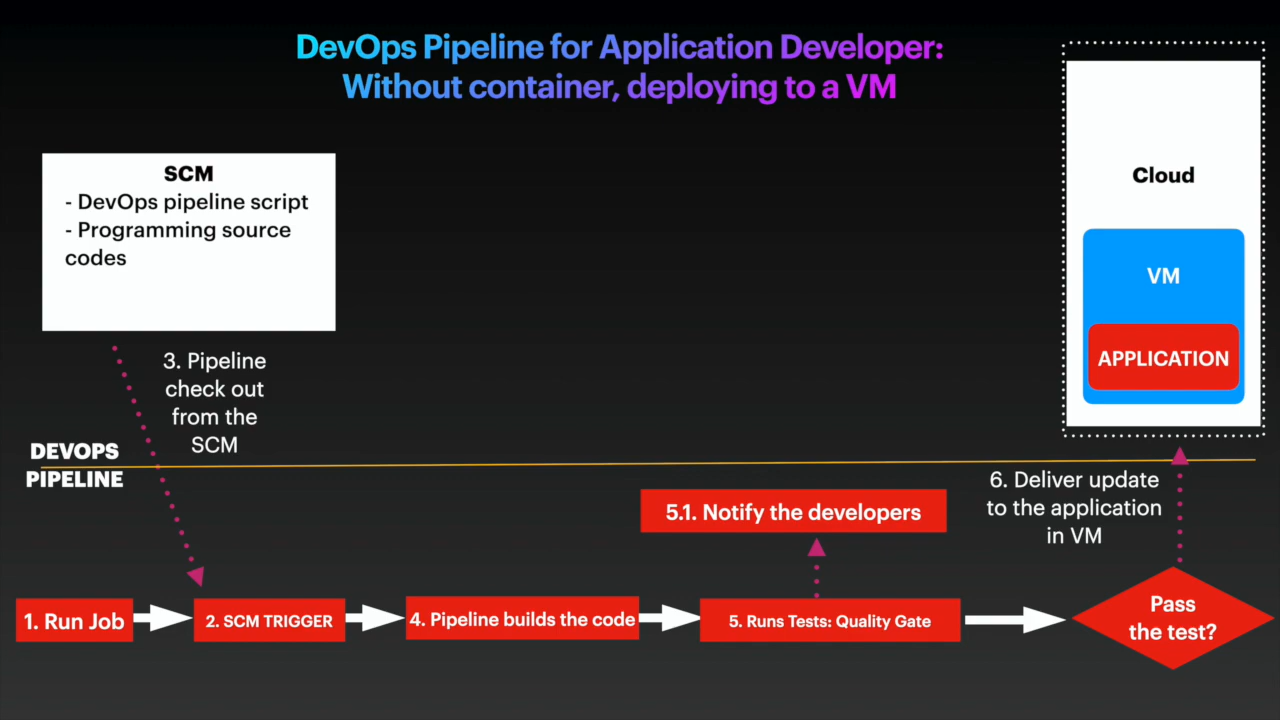 DevOps Pipeline for Application Developer:
Without container, deploying to a VM
SCM
- DevOps pipeline script
- Programming source
codes
Cloud
VM
APPLICATION
3. Pipeline
check out
from the
SCM
DEVOPS
PIPELINE
6. Deliver update
to the application
in VM
5.1. Notify the developers
1. Run Job
2. SCM TRIGGER
4. Pipeline builds the code
5. Runs Tests: Quality Gate
Pass
the test?